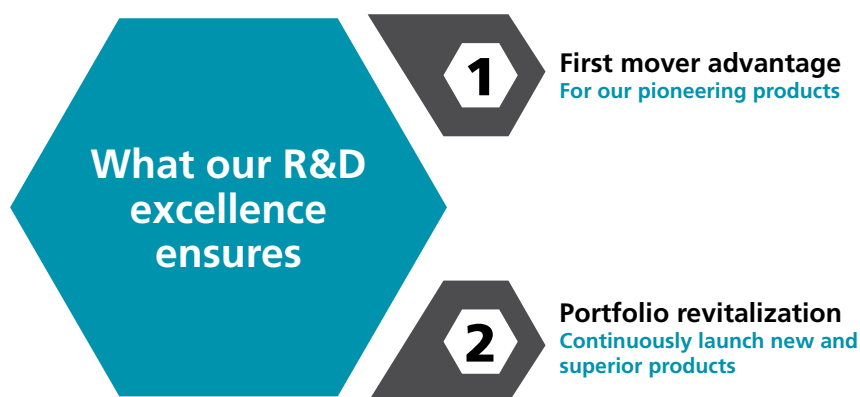 What our R&D
excellence
ensures
1
First mover advantage
For our pioneering products
2
Portfolio revitalization
Continuously launch new and
superior products